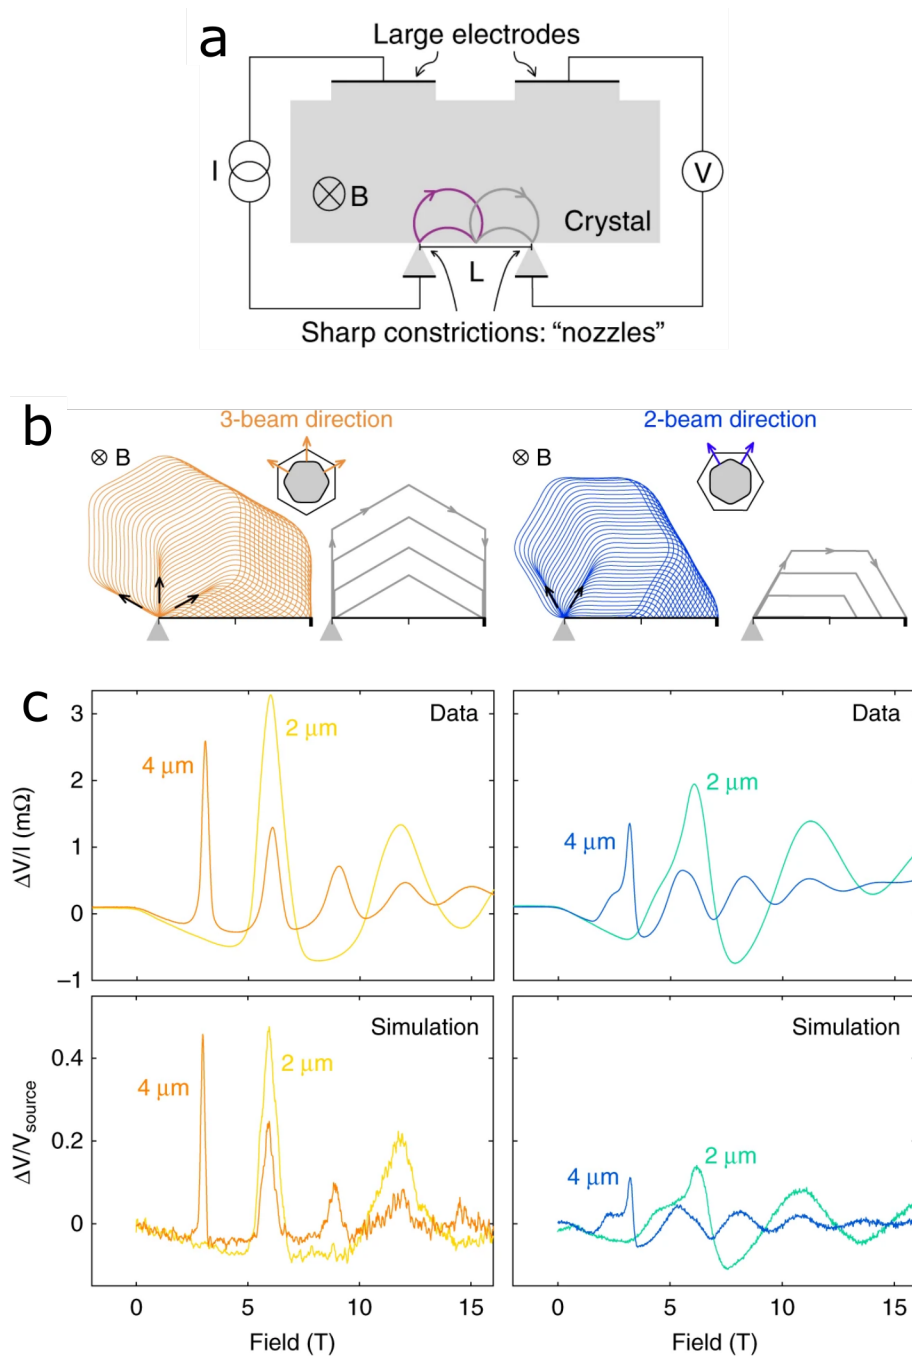 a
Large electrodes
I
B
V
Crystal
L
Sharp constrictions: “nozzles”
b
3-beam direction
2-beam direction
B
B
c
Data
Data
2 μm
4 μm
2 μm
4 μm
ΔV/I (mΩ)
3
2
1
0
–1
Simulation
Simulation
2 μm
4 μm
2 μm
4 μm
ΔV/Vsource
0.4
0.2
0
0 5 10 15
0 5 10 15
Field (T)
Field (T)